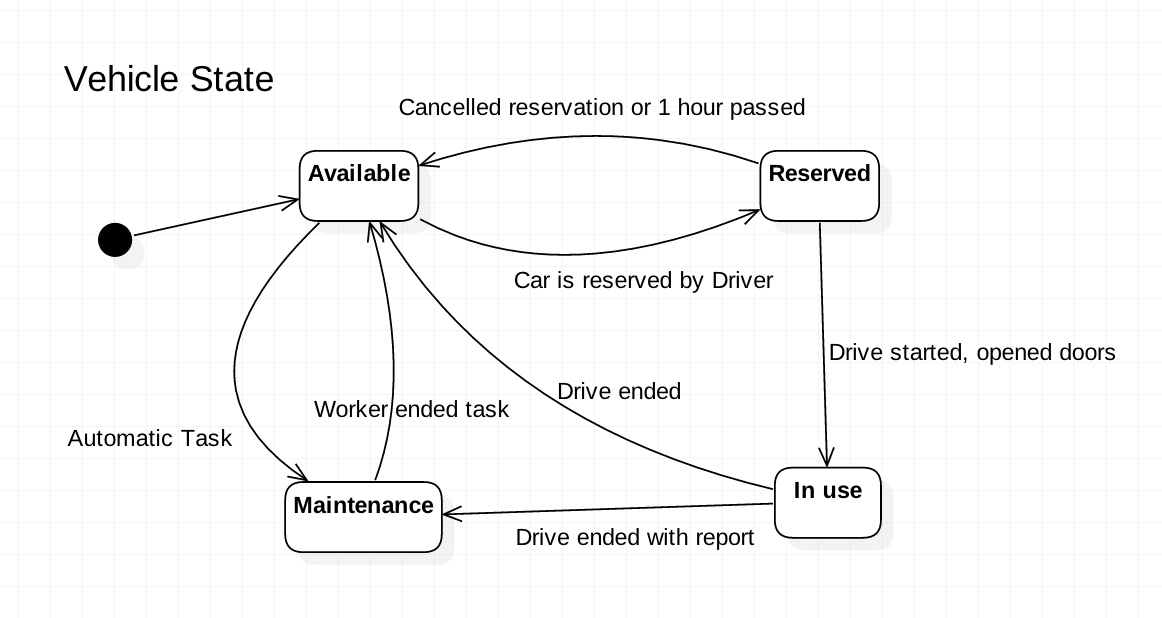 Vehicle State
Cancelled reservation or 1 hour passed
Available
Reserved
Car is reserved by Driver
Drive started, opened doors
Drive ended
Worker ended task
Automatic Task
In use
Maintenance
Drive ended with report